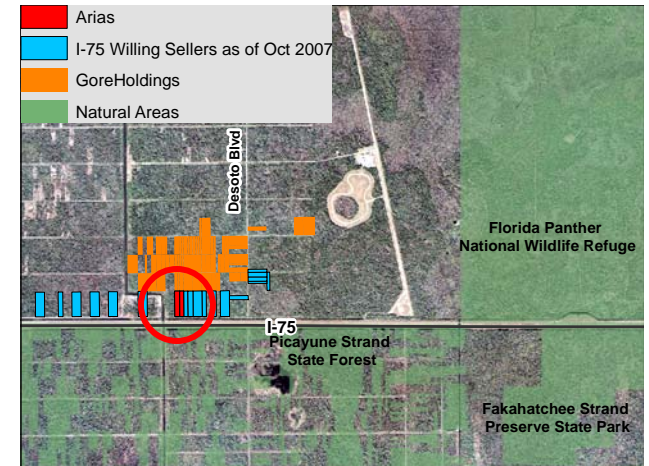 Arias
I-75 Willing Sellers as of Oct 2007
GoreHoldings
Natural Areas
Desoto Blvd
Florida Panther
National Wildlife Refuge
I-75
Picayune Strand
State Forest
Fakahatchee Strand
Preserve State Park